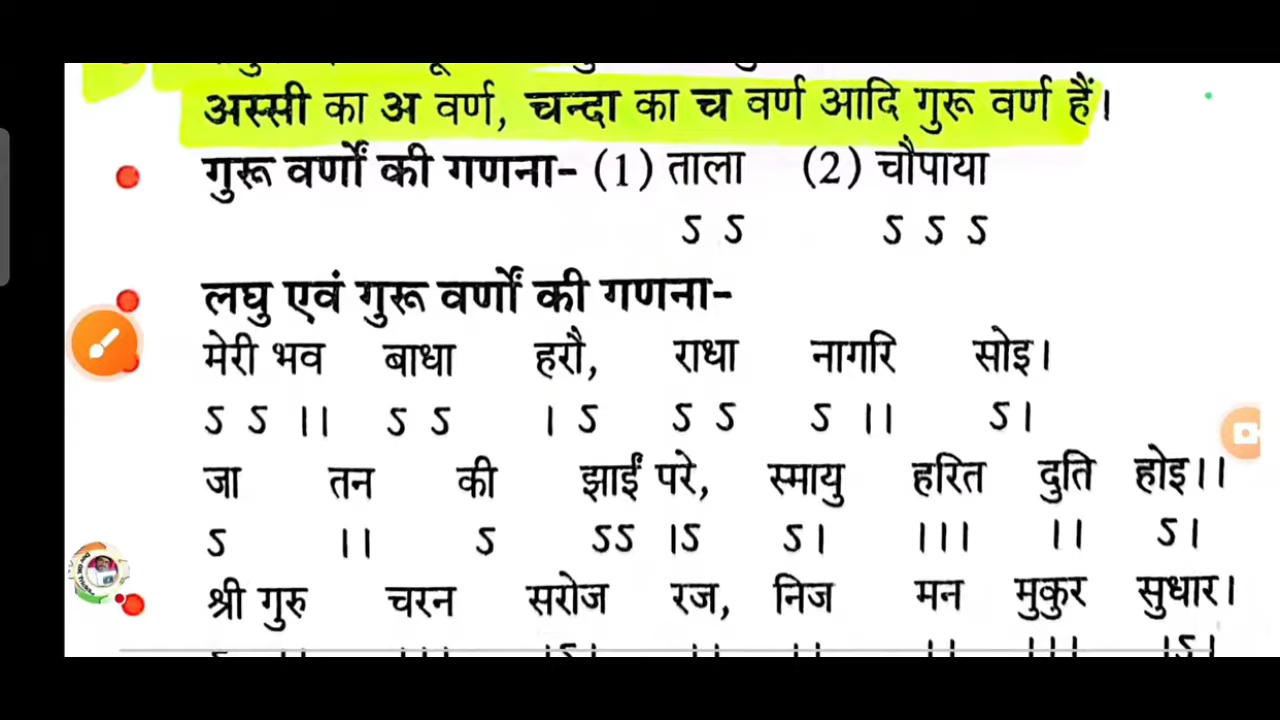 अस्सी का अ वर्ण, चन्दा का च वर्ण आदि गुरू वर्ण हैं।
गुरू वर्णों की गणना- (1) ताला (2) चौपाया
ऽ ऽ ऽ ऽ ऽ
लघु एवं गुरू वर्णों की गणना-
मेरी भव बाधा हरौ, राधा नागरि सोइ।
ऽ ऽ ।। ऽ ऽ । ऽ ऽ ऽ ऽ ।। ऽ।
जा तन की झाईं परे, स्मायु हरित दुति होइ।।
ऽ ।। ऽ ऽऽ ।ऽ ऽ। ।।। ।। ऽ।
श्री गुरु चरन सरोज रज, निज मन मुकुर सुधार।
ऽ ।। ।।। ।ऽ। ।। ।। ।। ।।। ।ऽ।